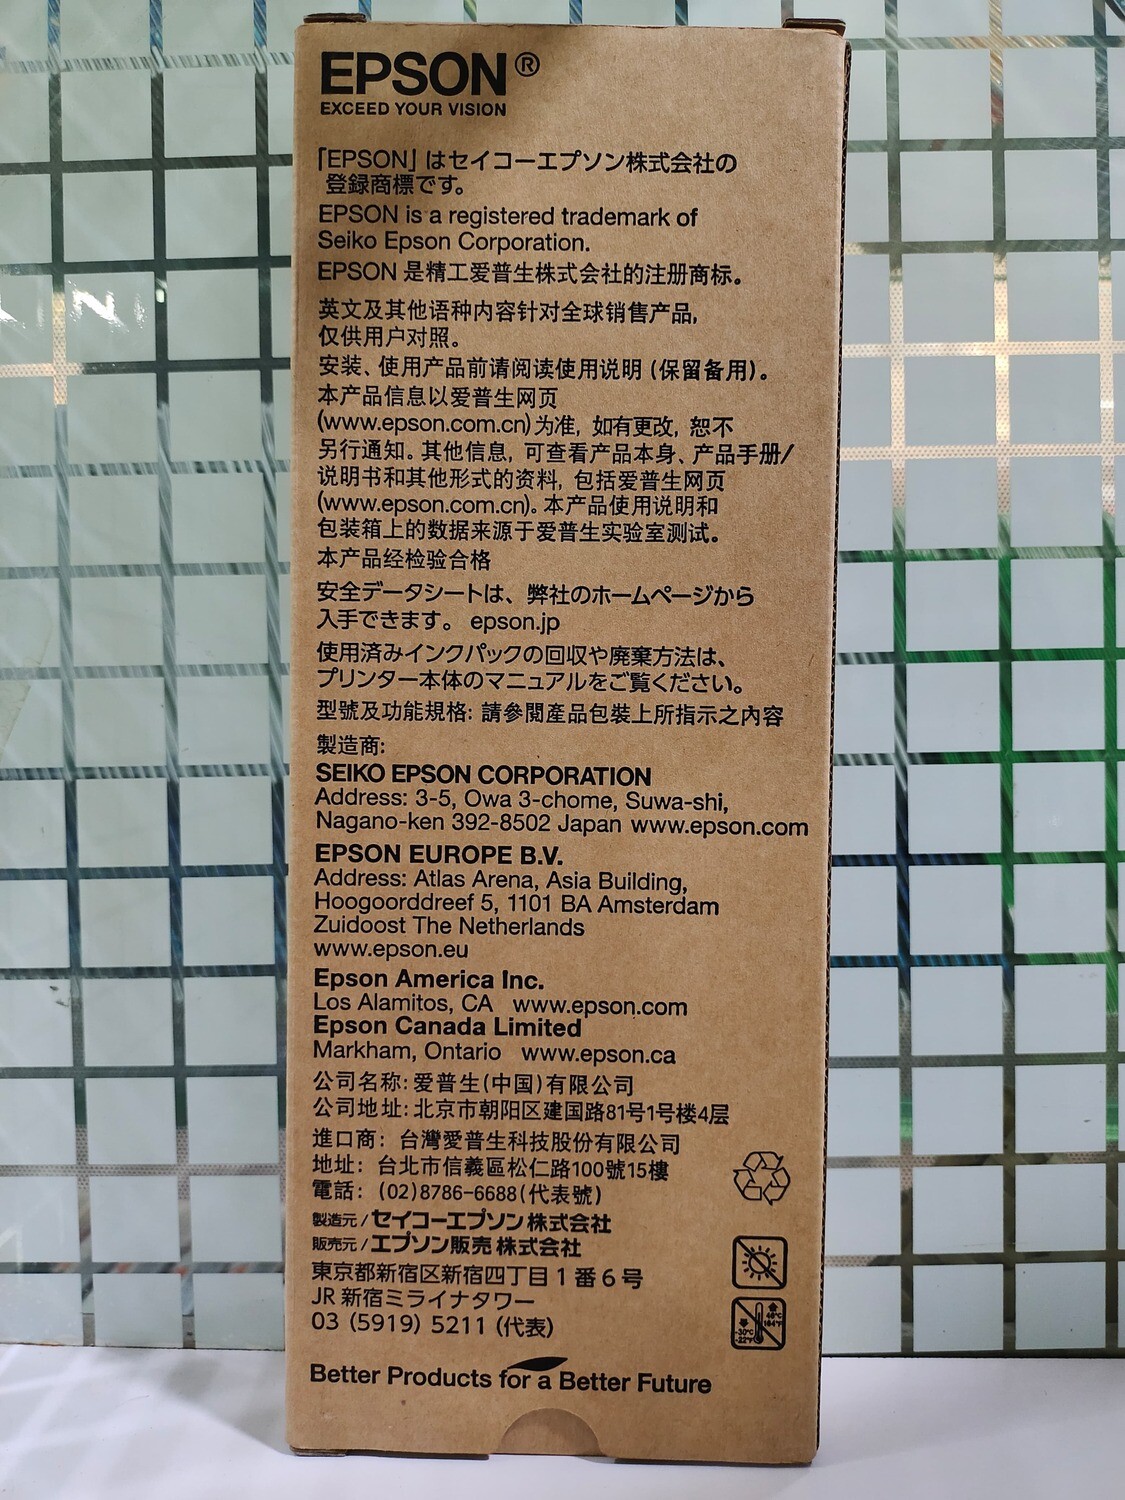 EPSON®
EXCEED YOUR VISION
「EPSON」はセイコーエプソン株式会社の
登録商標です。
EPSON is a registered trademark of
Seiko Epson Corporation.
EPSON 是精工爱普生株式会社的注册商标。
英文及其他语种内容针对全球销售产品,
仅供用户对照。
安装、使用产品前请阅读使用说明 (保留备用)。
本产品信息以爱普生网页
(www.epson.com.cn)为准, 如有更改, 恕不
另行通知。其他信息, 可查看产品本身、产品手册/
说明书和其他形式的资料, 包括爱普生网页
(www.epson.com.cn)。本产品使用说明和
包装箱上的数据来源于爱普生实验室测试。
本产品经检验合格
安全データシートは、弊社のホームページから
入手できます。 epson.jp
使用済みインクパックの回収や廃棄方法は、
プリンター本体のマニュアルをご覧ください。
型號及功能規格: 請參閱產品包裝上所指示之內容
製造商:
SEIKO EPSON CORPORATION
Address: 3-5, Owa 3-chome, Suwa-shi,
Nagano-ken 392-8502 Japan www.epson.com
EPSON EUROPE B.V.
Address: Atlas Arena, Asia Building,
Hoogoorddreef 5, 1101 BA Amsterdam
Zuidoost The Netherlands
www.epson.eu
Epson America Inc.
Los Alamitos, CA www.epson.com
Epson Canada Limited
Markham, Ontario www.epson.ca
公司名称: 爱普生(中国)有限公司
公司地址: 北京市朝阳区建国路81号1号楼4层
進口商: 台灣愛普生科技股份有限公司
地址: 台北市信義區松仁路100號15樓
電話: (02)8786-6688(代表號)
製造元/セイコーエプソン株式会社
販売元/エプソン販売株式会社
東京都新宿区新宿四丁目1番6号
JR 新宿ミライナタワー
03 (5919) 5211 (代表)
Better Products for a Better Future